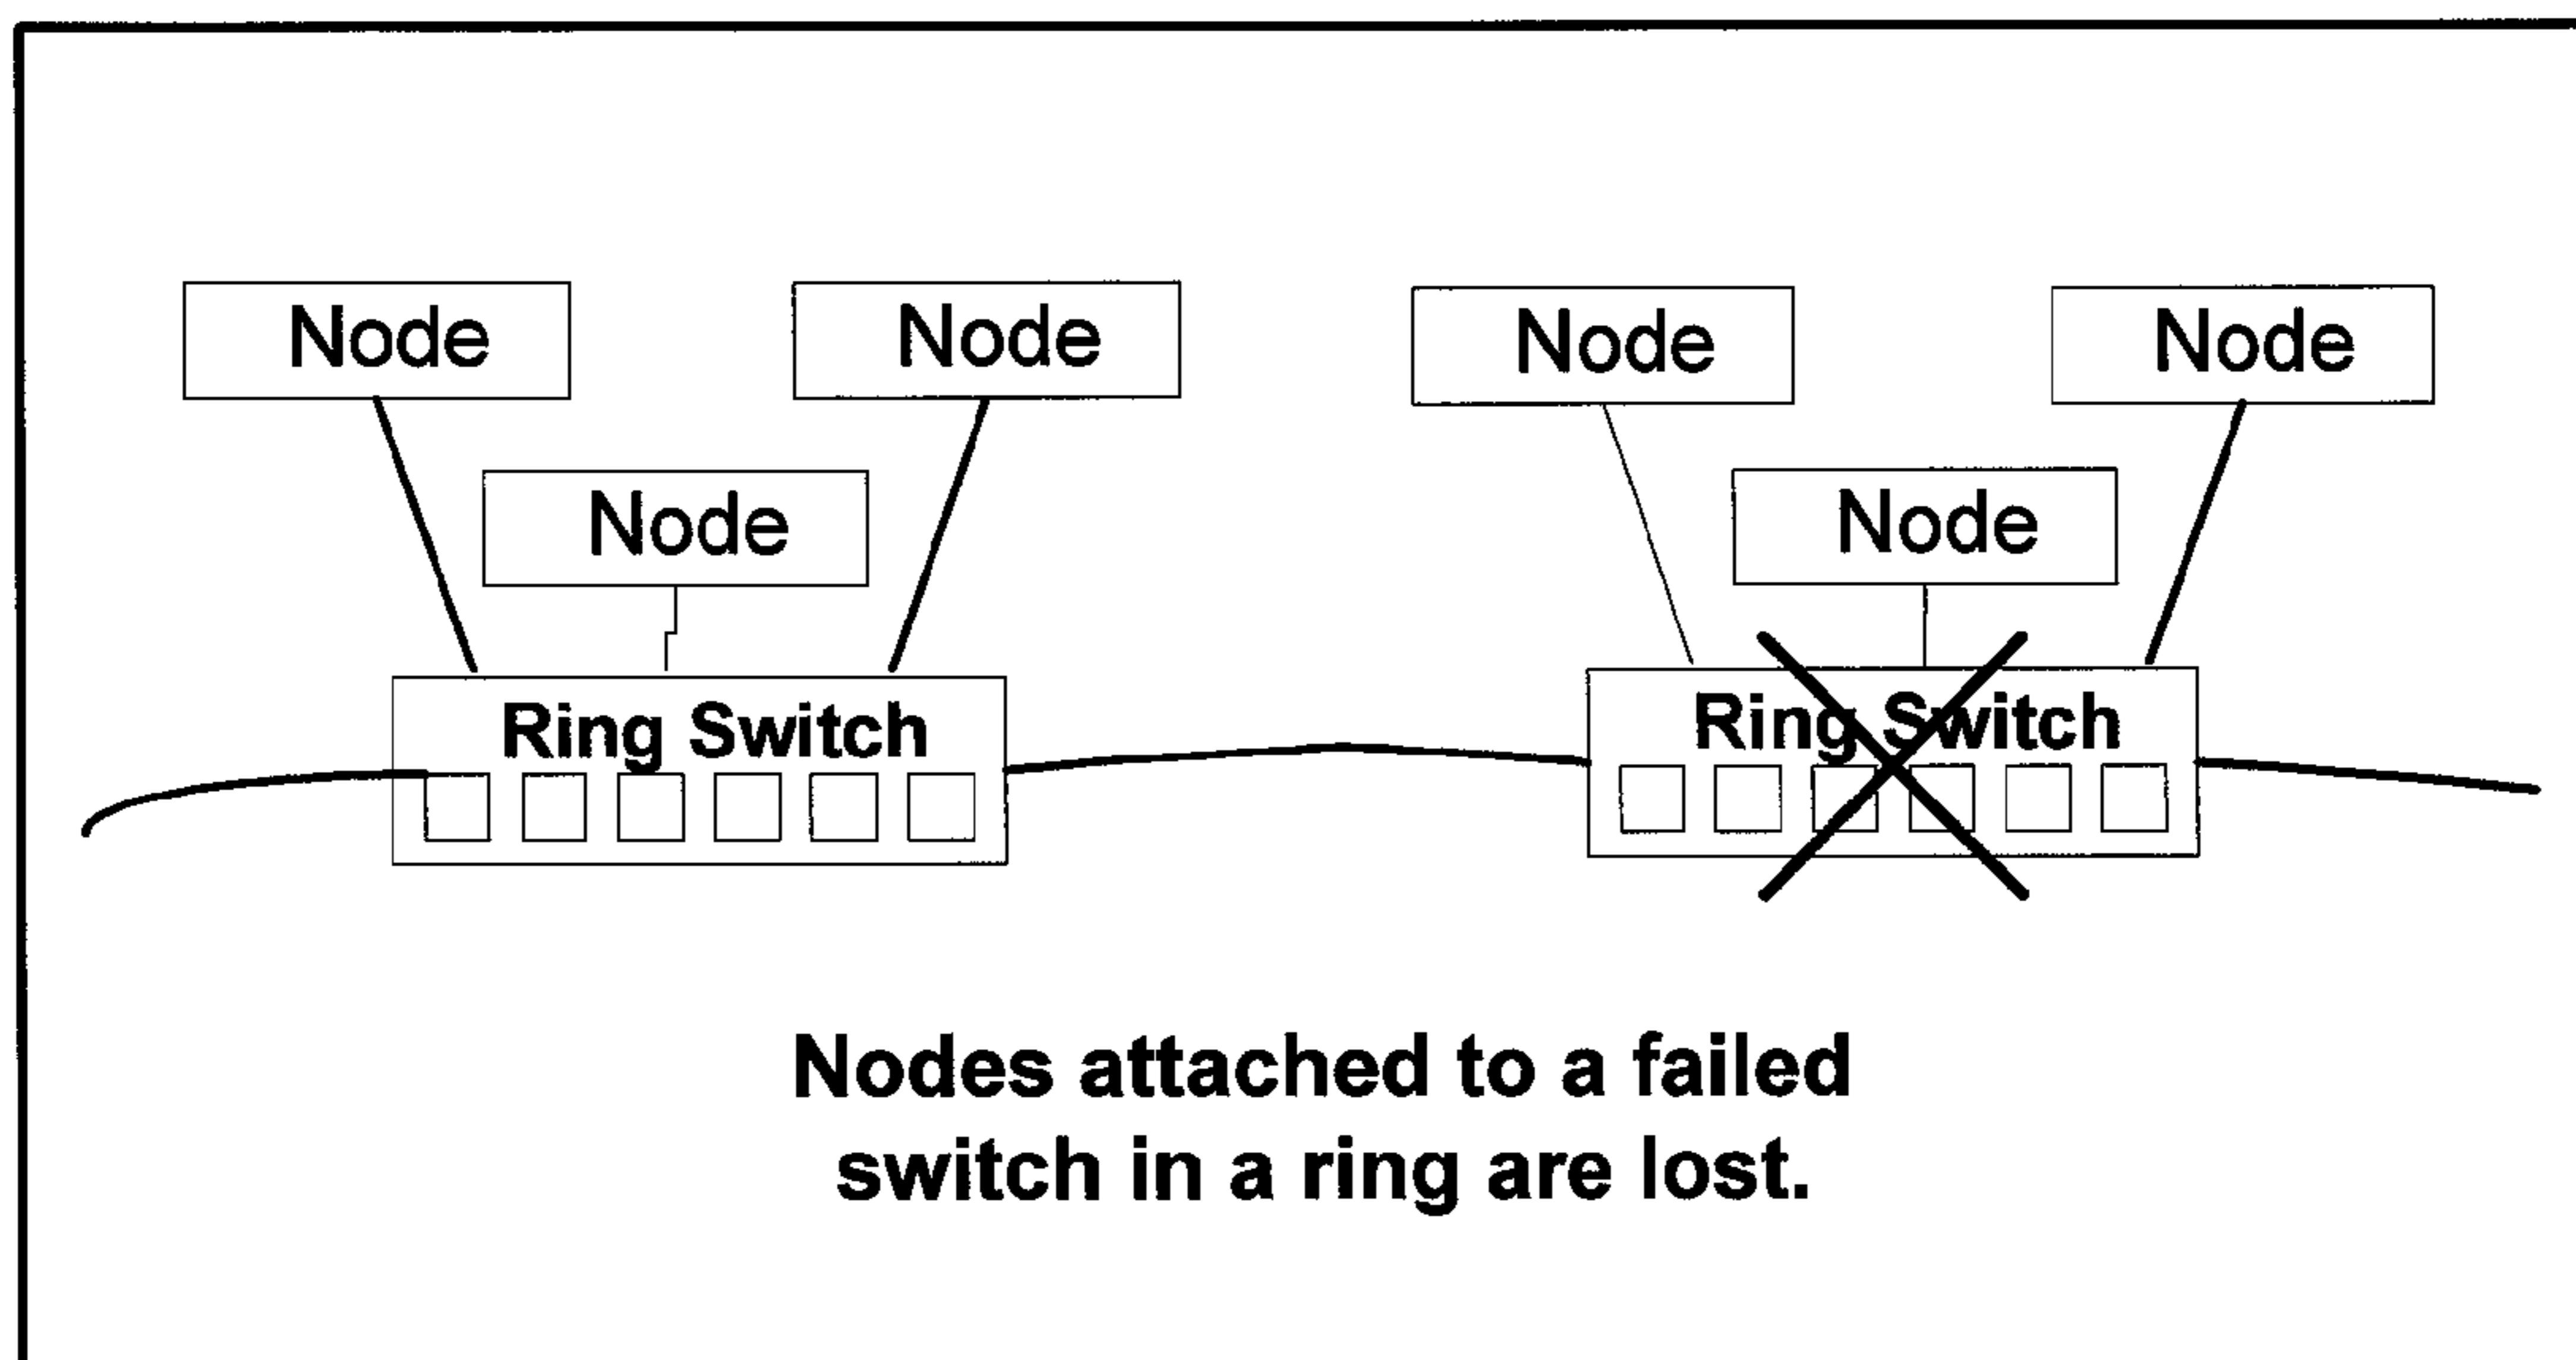 Node
Node
Node
Node
Node
Node
Ring Switch
Ring Switch
Nodes attached to a failed
switch in a ring are lost.